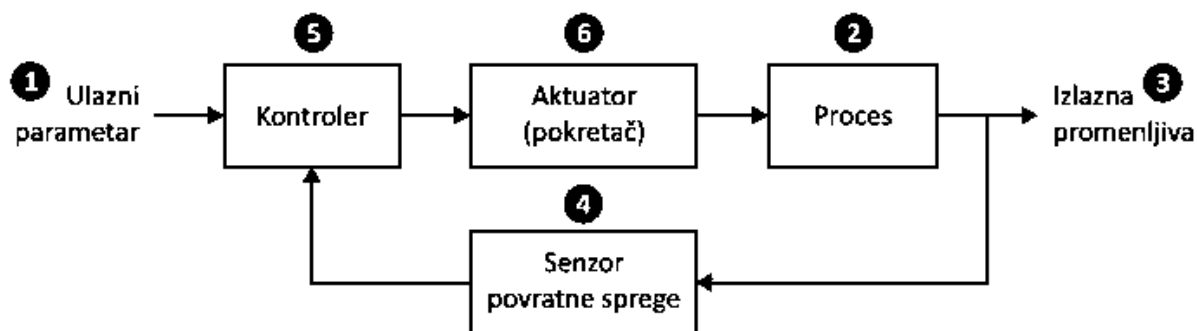 5
6
2
1 Ulazni
parametar
Kontroler
Aktuator
(pokretač)
Proces
Izlazna 3
promenljiva
4
Senzor
povratne sprege